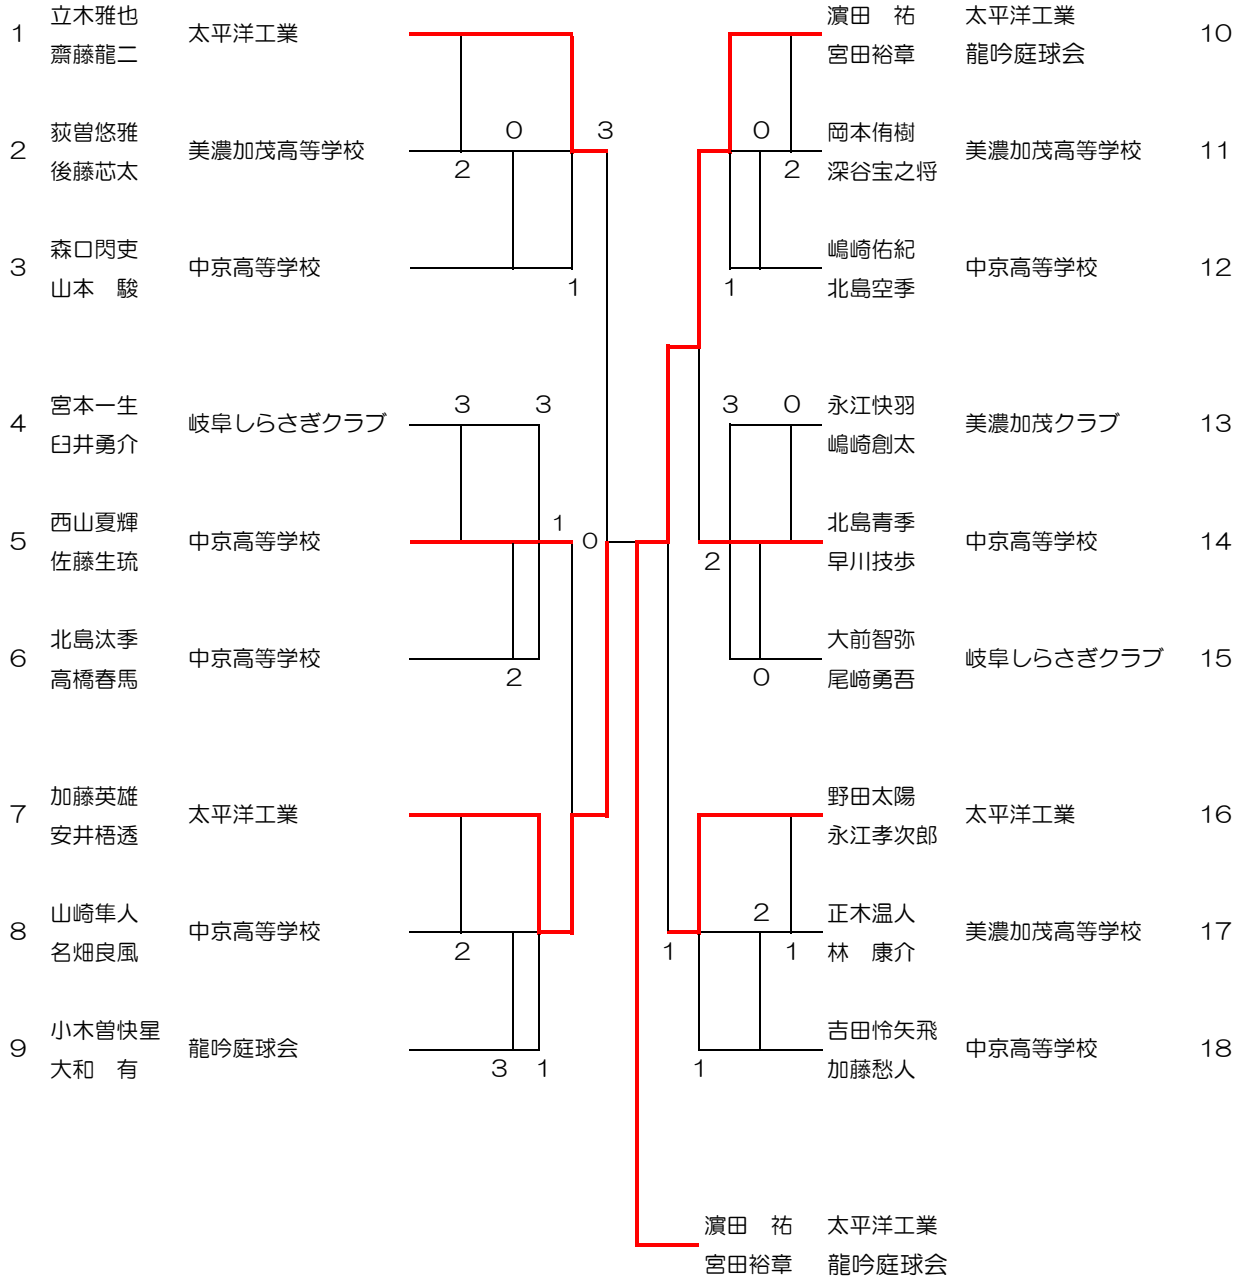 1 立木雅也 齋藤龍二 太平洋工業
2 荻曽悠雅 後藤芯太 美濃加茂高等学校
3 森口閃吏 山本 駿 中京高等学校
4 宮本一生 臼井勇介 岐阜しらさぎクラブ
5 西山夏輝 佐藤生琉 中京高等学校
6 北島汰季 高橋春馬 中京高等学校
7 加藤英雄 安井梧透 太平洋工業
8 山崎隼人 名畑良風 中京高等学校
9 小木曽快星 大和 有 龍吟庭球会
0 3
2
1
3 3
1 0
2
2
3 1
0
2
1
3 0
2
0
2
1 1
1
濵田 祐 太平洋工業 10
宮田裕章 龍吟庭球会
岡本侑樹 深谷宝之将 美濃加茂高等学校 11
嶋崎佑紀 北島空季 中京高等学校 12
永江快羽 嶋崎創太 美濃加茂クラブ 13
北島青季 早川技歩 中京高等学校 14
大前智弥 尾﨑勇吾 岐阜しらさぎクラブ 15
野田太陽 永江孝次郎 太平洋工業 16
正木温人 林 康介 美濃加茂高等学校 17
吉田怜矢飛 加藤愁人 中京高等学校 18
濵田 祐 太平洋工業
宮田裕章 龍吟庭球会